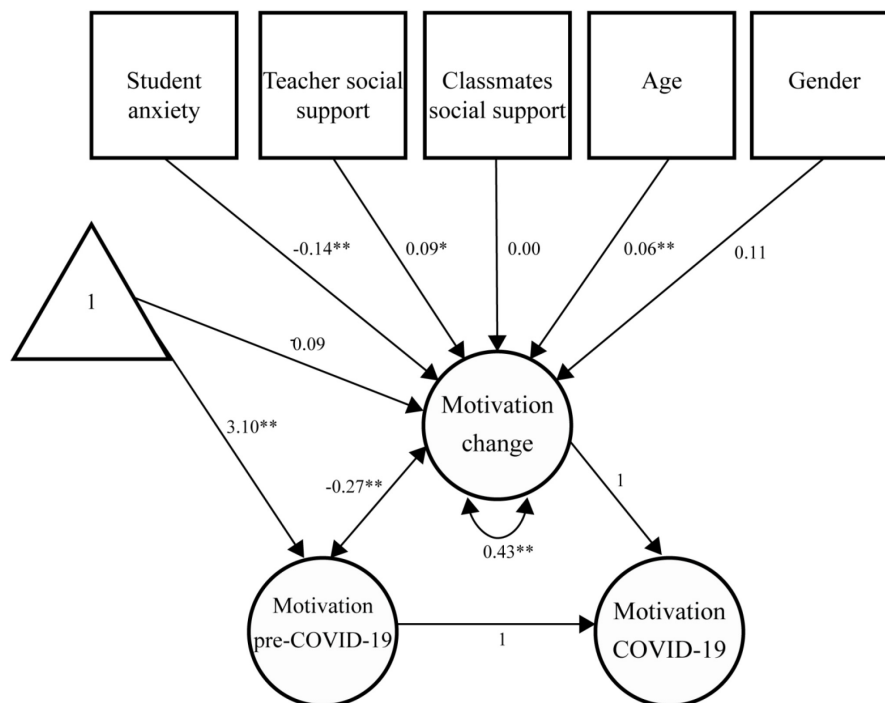 Student
anxiety
Teacher social
support
Classmates
social support
Age
Gender
-0.14**
0.09*
0.00
0.06**
0.11
1
-0.09
3.10**
Motivation
change
-0.27**
1
0.43**
Motivation
pre-COVID-19
1
Motivation
COVID-19